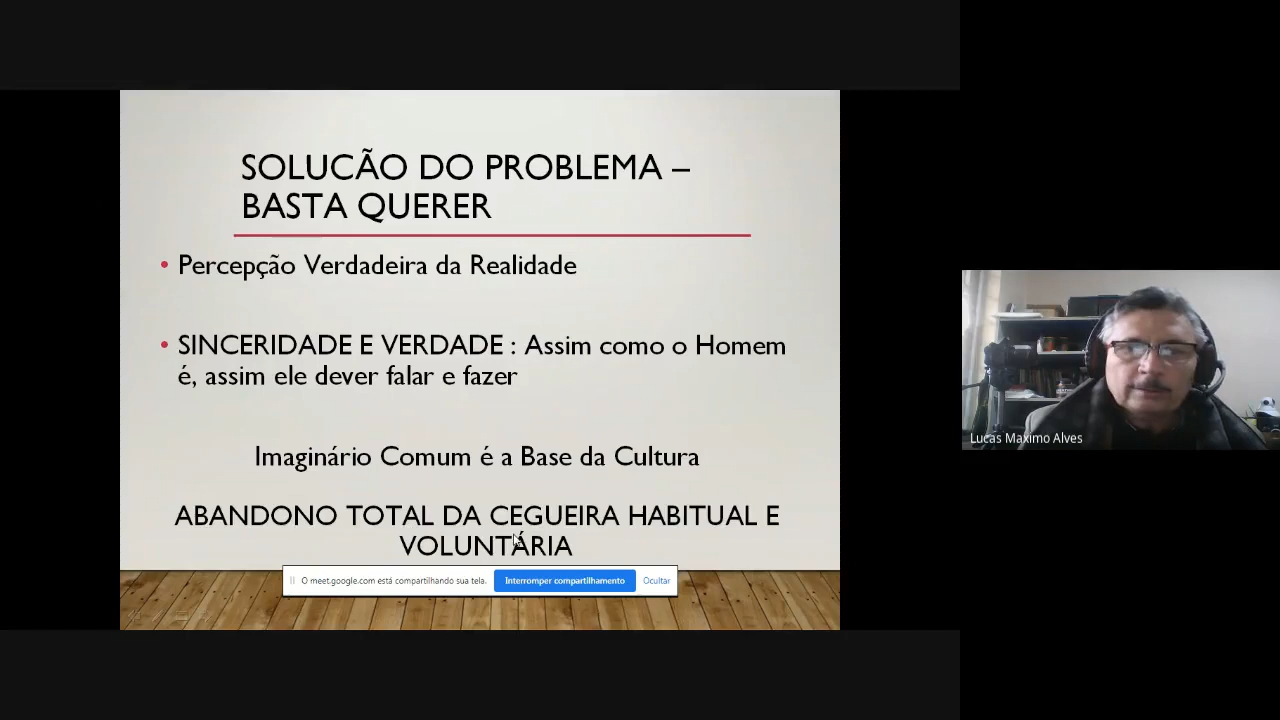 SOLUCÃO DO PROBLEMA –
BASTA QUERER
• Percepção Verdadeira da Realidade
• SINCERIDADE E VERDADE : Assim como o Homem
é, assim ele dever falar e fazer
Imaginário Comum é a Base da Cultura
ABANDONO TOTAL DA CEGUEIRA HABITUAL E
VOLUNTÁRIA
O meet.google.com está compartilhando sua tela. Interromper compartilhamento Ocultar
Lucas Maximo Alves